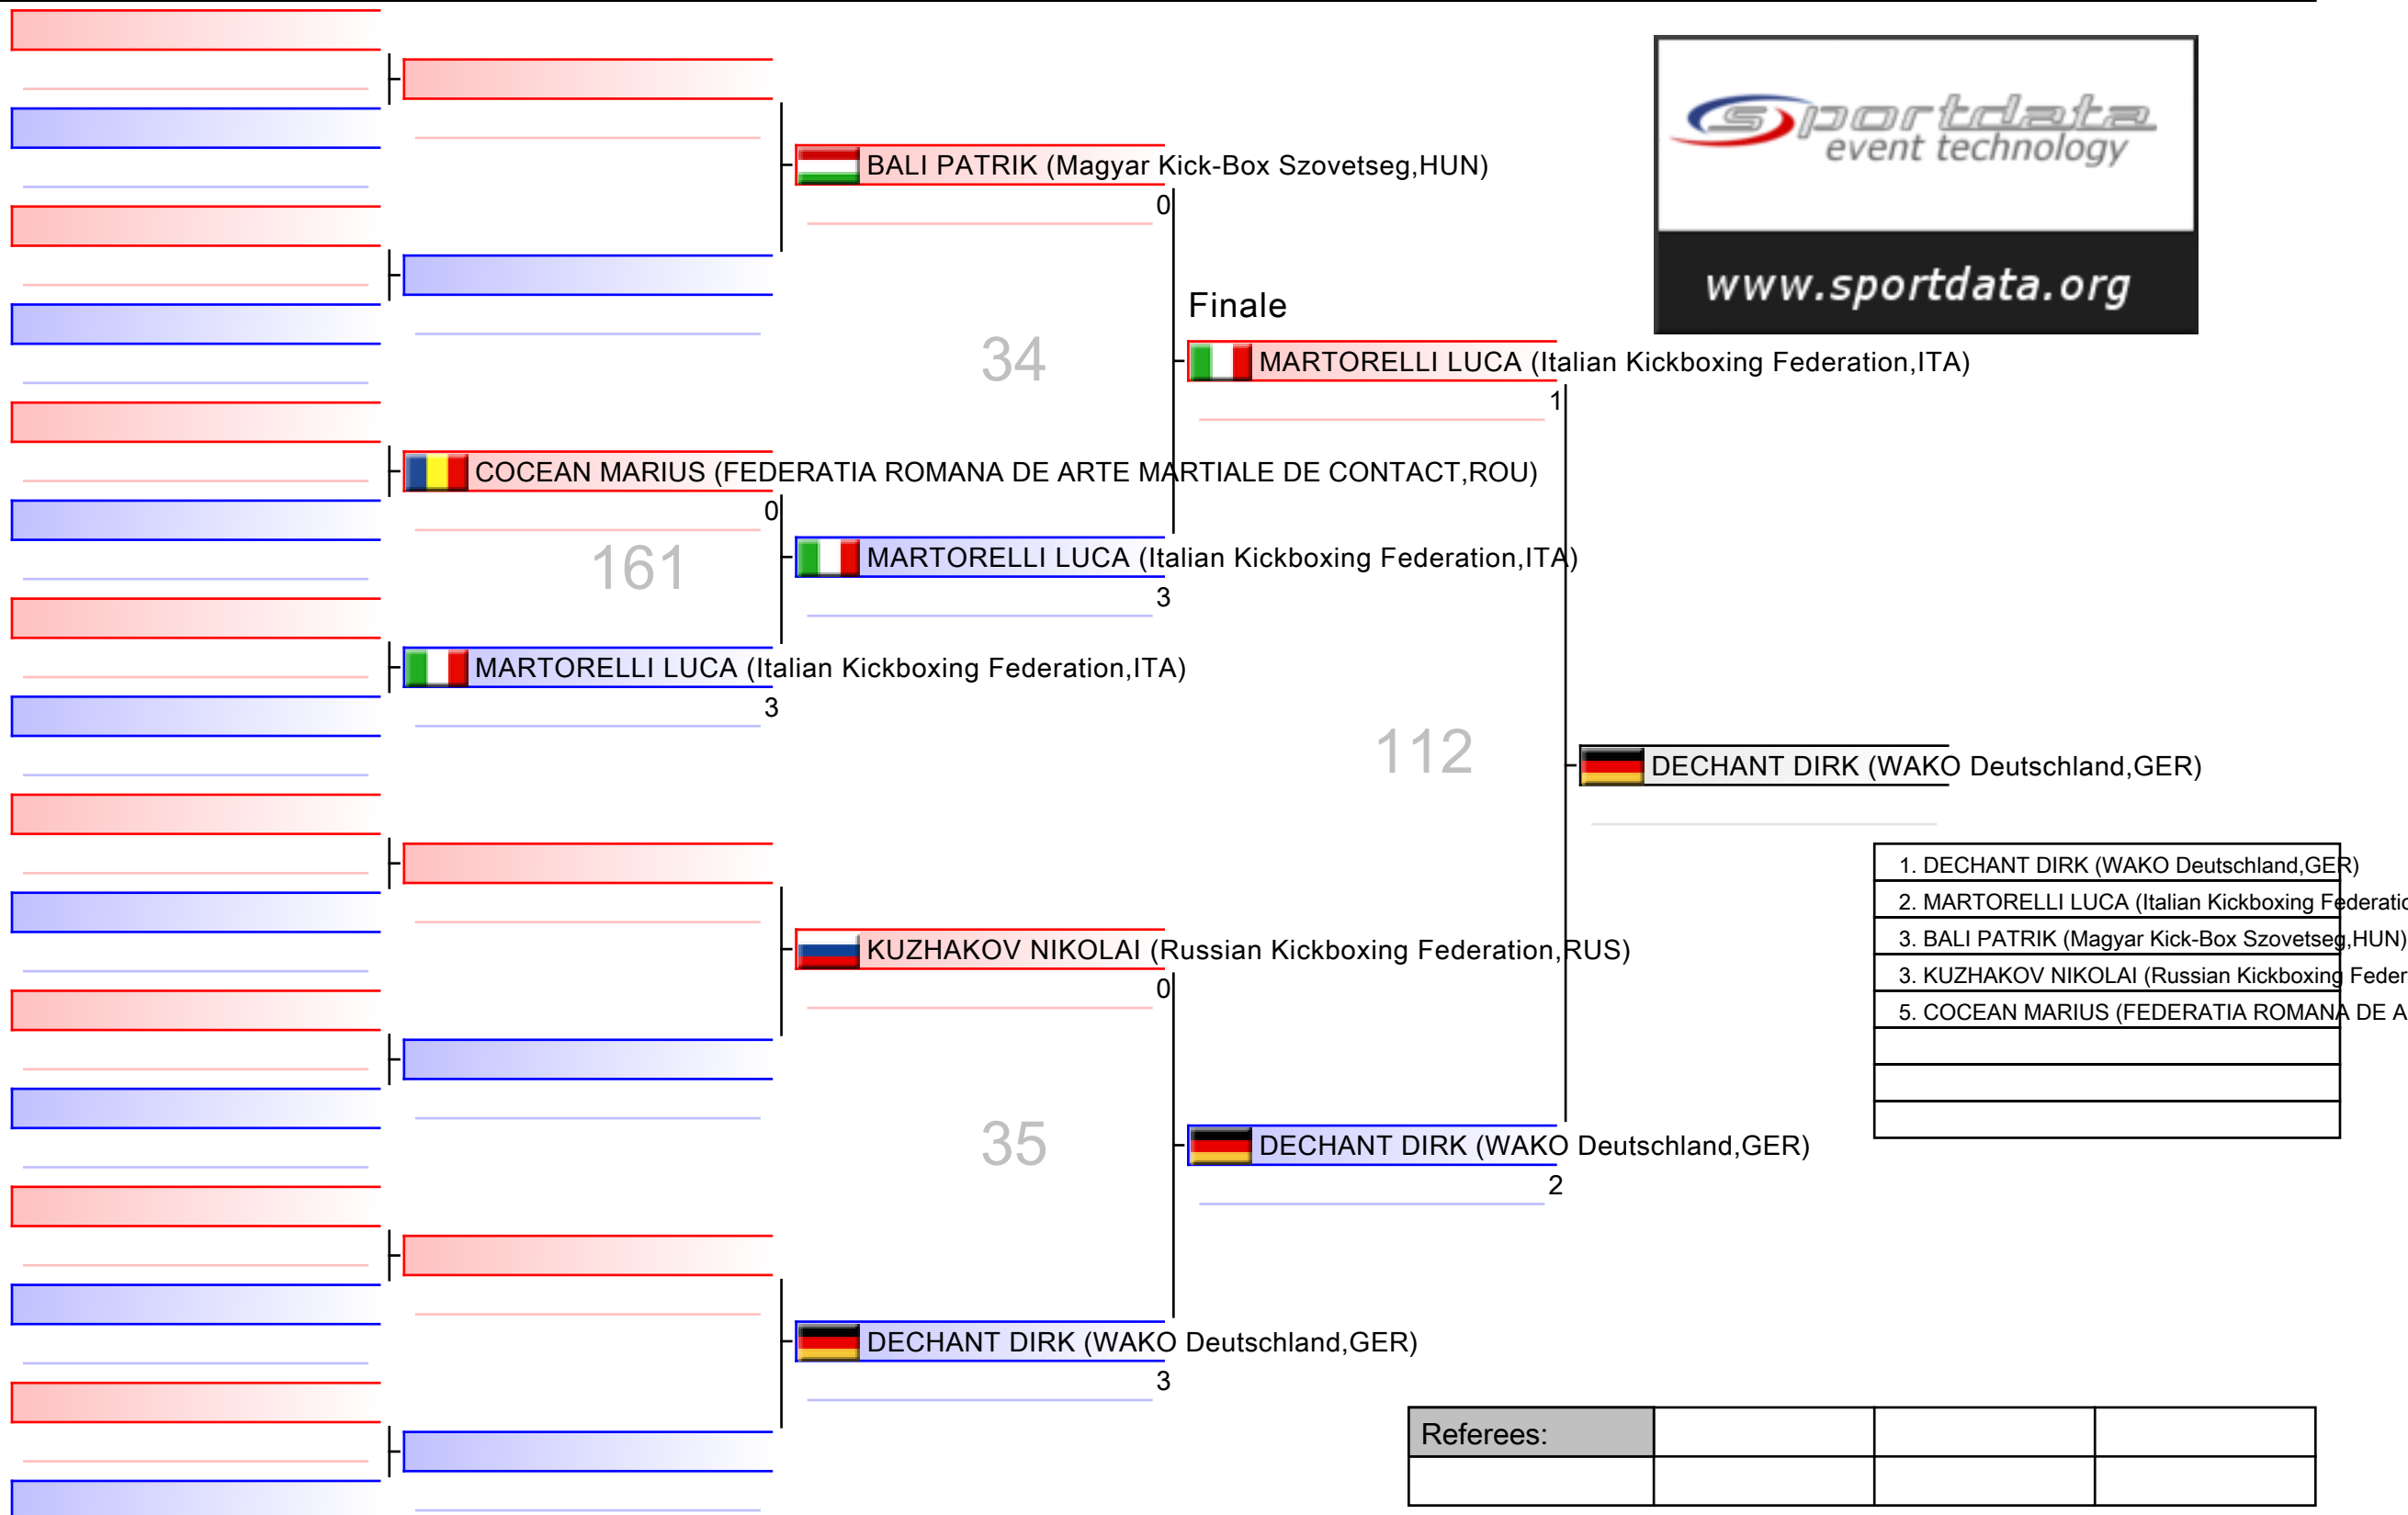 sportdata
event technology
www.sportdata.org
BALI PATRIK (Magyar Kick-Box Szovetseg,HUN)
0
34
Finale
MARTORELLI LUCA (Italian Kickboxing Federation,ITA)
1
COCEAN MARIUS (FEDERATIA ROMANA DE ARTE MARTIALE DE CONTACT,ROU)
0
161
MARTORELLI LUCA (Italian Kickboxing Federation,ITA)
3
MARTORELLI LUCA (Italian Kickboxing Federation,ITA)
3
112
DECHANT DIRK (WAKO Deutschland,GER)
1. DECHANT DIRK (WAKO Deutschland,GER)
2. MARTORELLI LUCA (Italian Kickboxing Federatio
3. BALI PATRIK (Magyar Kick-Box Szovetseg,HUN)
3. KUZHAKOV NIKOLAI (Russian Kickboxing Feder
5. COCEAN MARIUS (FEDERATIA ROMANA DE A
KUZHAKOV NIKOLAI (Russian Kickboxing Federation,RUS)
0
35
DECHANT DIRK (WAKO Deutschland,GER)
2
DECHANT DIRK (WAKO Deutschland,GER)
3
Referees: